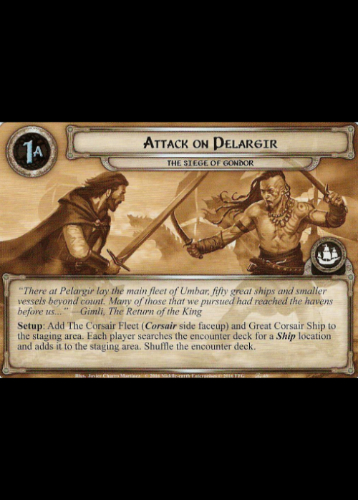 1A
ATTACK ON PELARGIR
THE SIEGE OF GONDOR
"There at Pelargir lay the main fleet of Umbar, fifty great ships and smaller
vessels beyond count. Many of those that we pursued had reached the havens
before us..." —Gimli, The Return of the King
Setup: Add The Corsair Fleet (Corsair side faceup) and Great Corsair Ship to
the staging area. Each player searches the encounter deck for a Ship location
and adds it to the staging area. Shuffle the encounter deck.